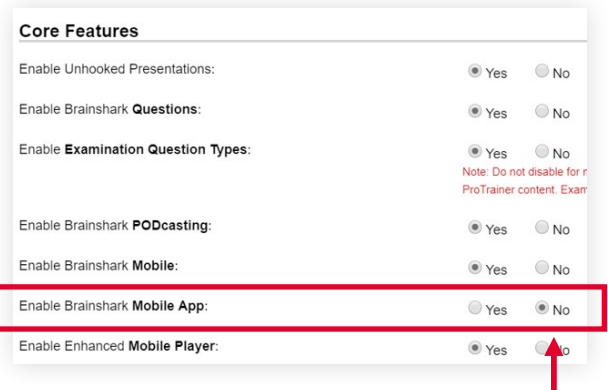 Core Features
Enable Unhooked Presentations: Yes No
Enable Brainshark Questions: Yes No
Enable Examination Question Types: Yes No
Note: Do not disable for
ProTrainer content.
Enable Brainshark PODcasting: Yes No
Enable Brainshark Mobile: Yes No
Enable Brainshark Mobile App: Yes No
Enable Enhanced Mobile Player: Yes No